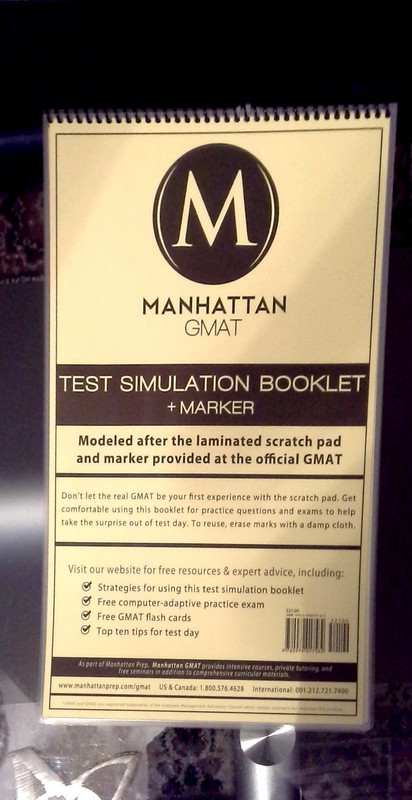 M
MANHATTAN
GMAT
TEST SIMULATION BOOKLET
+ MARKER
Modeled after the laminated scratch pad
and marker provided at the official GMAT
Don't let the real GMAT be your first experience with the scratch pad. Get
comfortable using this booklet for practice questions and exams to help
take the surprise out of test day. To reuse, erase marks with a damp cloth.
Visit our website for free resources & expert advice, including:
Strategies for using this test simulation booklet
Free computer-adaptive practice exam
Free GMAT flash cards
Top ten tips for test day
As part of Manhattan Prep, Manhattan GMAT provides intensive courses, private tutoring, and
free seminars in addition to comprehensive curricular materials.
www.manhattanprep.com/gmat US & Canada: 1.800.576.4628 International: 001.212.721.7400